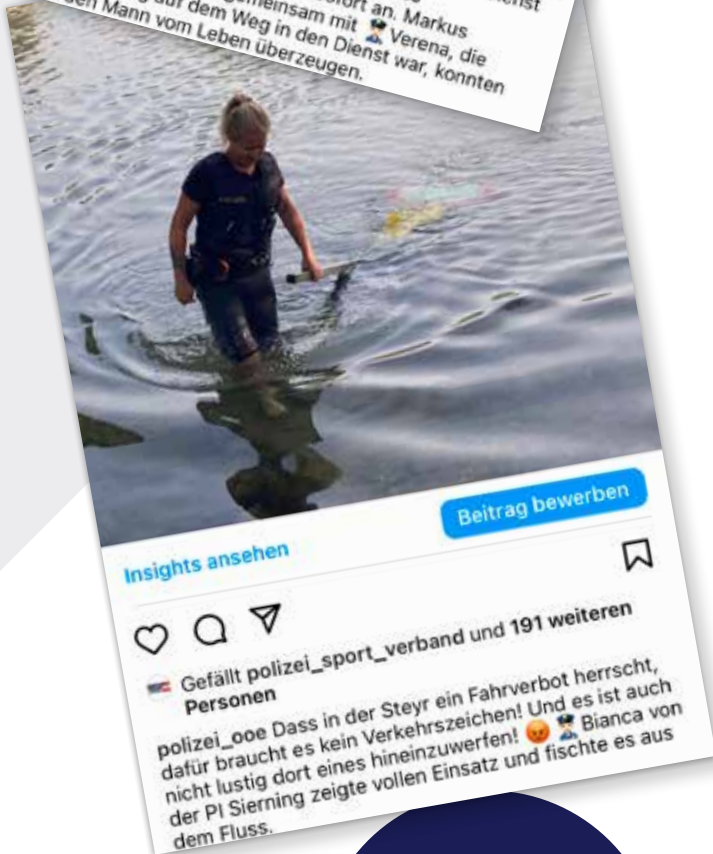 ofort an. Markus
gemeinsam mit 👮 Verena, die
auf dem Weg in den Dienst war, konnten
den Mann vom Leben überzeugen.
Beitrag bewerben
Insights ansehen
Gefällt polizei_sport_verband und 191 weiteren
Personen
polizei_ooe Dass in der Steyr ein Fahrverbot herrscht,
dafür braucht es kein Verkehrszeichen! Und es ist auch
nicht lustig dort eines hineinzuwerfen! 😡 👮 Bianca von
der PI Sierning zeigte vollen Einsatz und fischte es aus
dem Fluss.